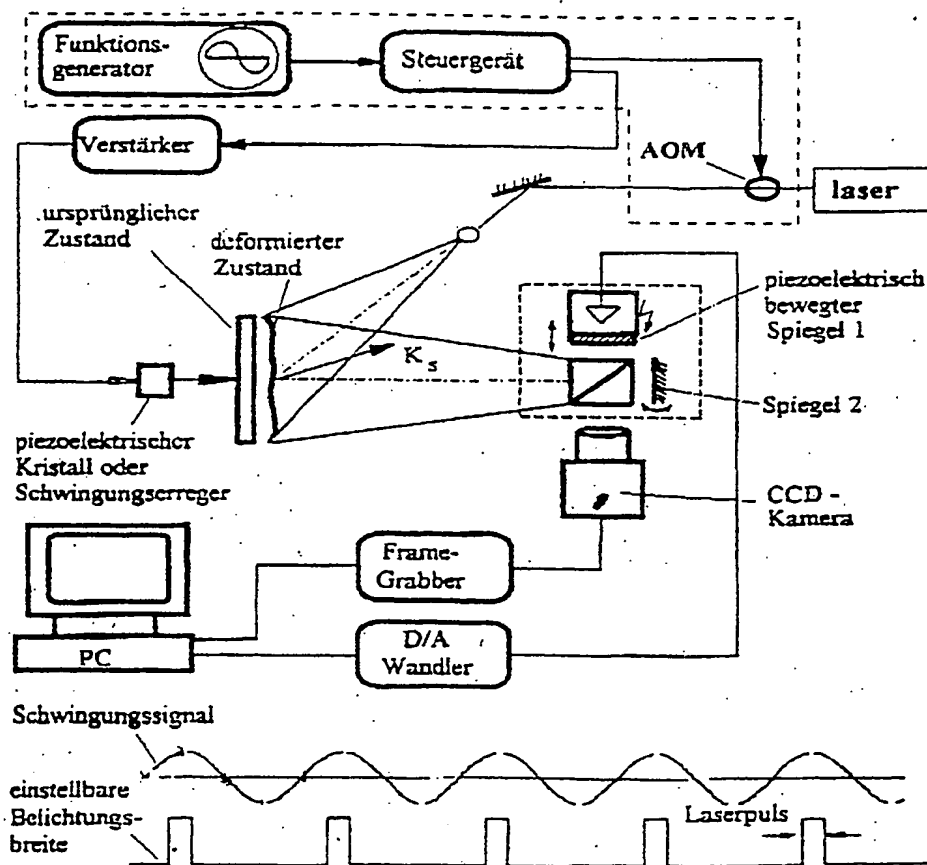 Funktions-
generator
Steuergerät
Verstärker
AOM
laser
ursprünglicher
Zustand
deformierter
Zustand
piezoelektrisch
bewegter
Spiegel 1
K s
Spiegel 2
piezoelektrischer
Kristall oder
Schwingungserreger
CCD -
Kamera
Frame-
Grabber
PC
D/A
Wandler
Schwingungssignal
einstellbare
Belichtungs-
breite
Laserpuls